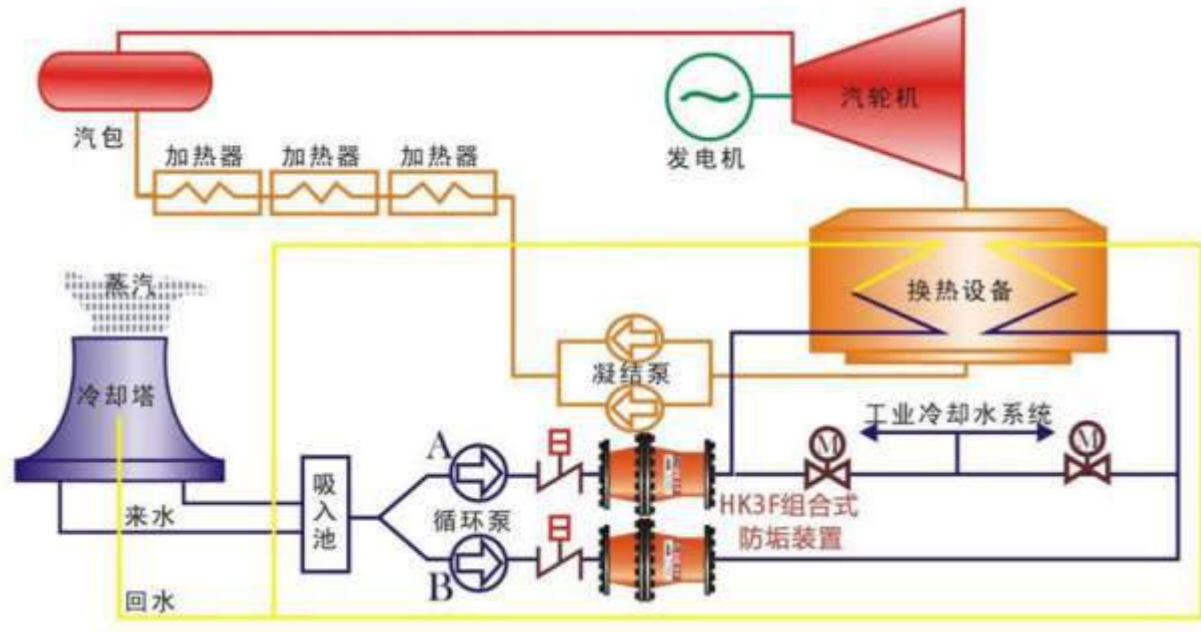 汽包
加热器
加热器
加热器
发电机
汽轮机
换热设备
蒸汽
冷却塔
凝结泵
工业冷却水系统
M
M
A
吸入池
循环泵
B
来水
回水
HK3F组合式
防垢装置